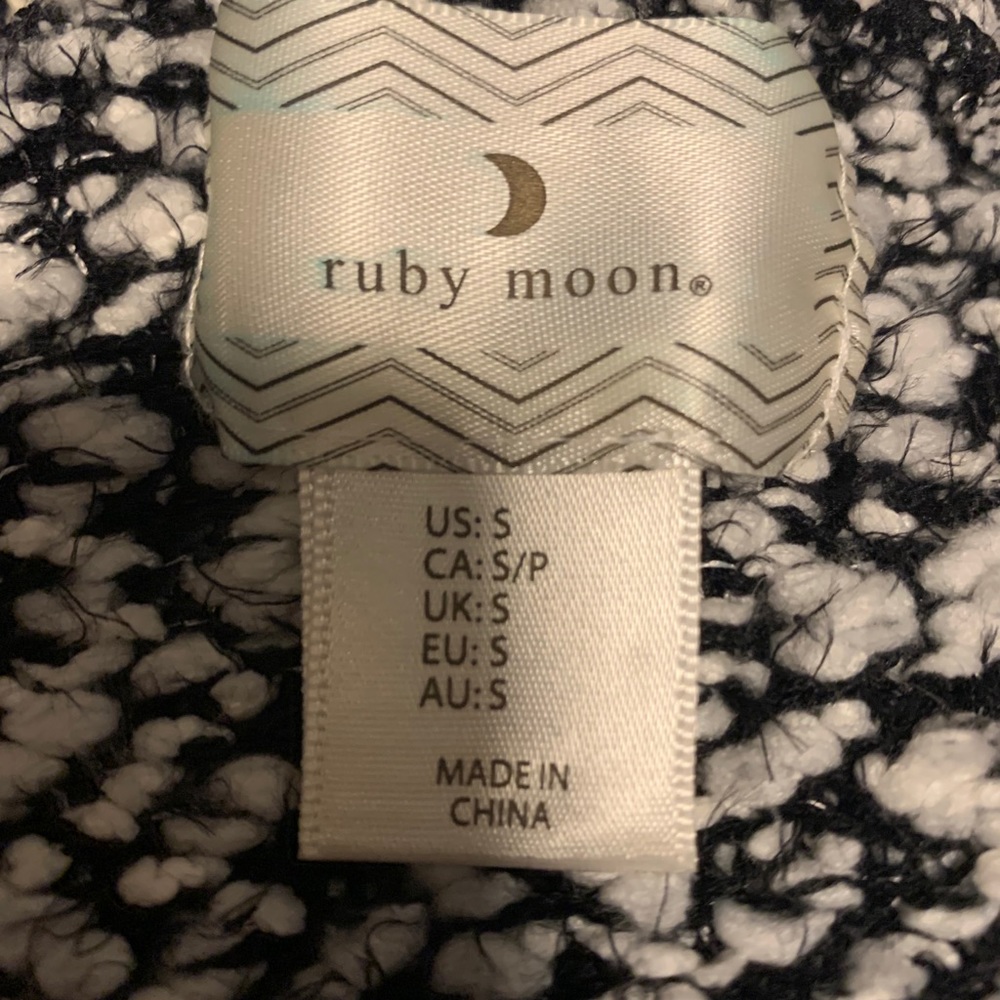 ruby moon®
US: S
CA: S/P
UK: S
EU: S
AU: S
MADE IN
CHINA